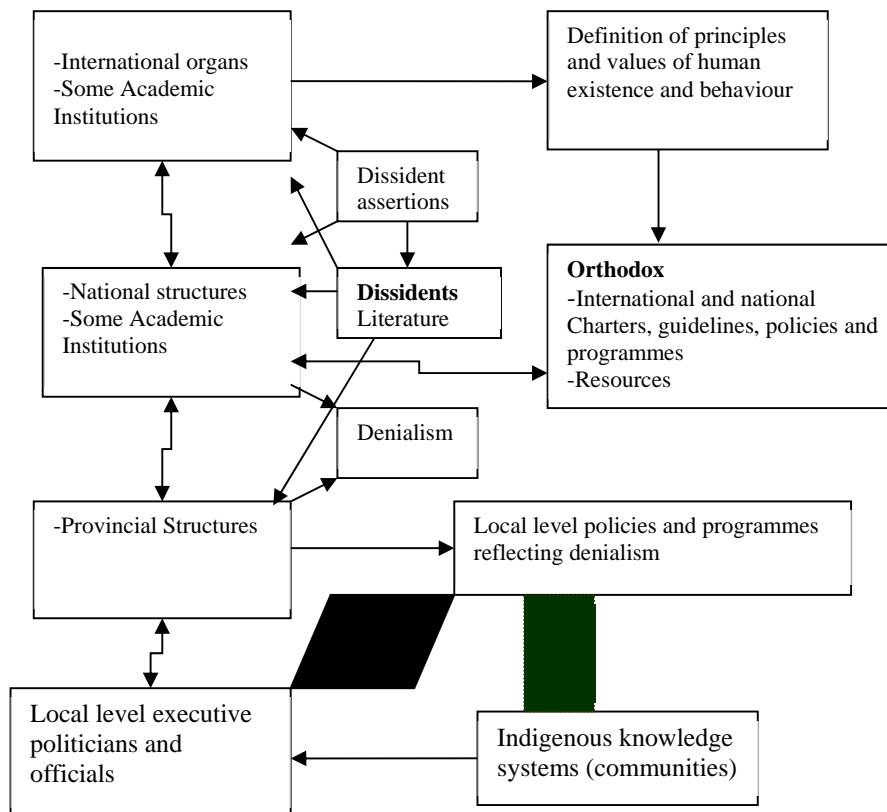 -International organs
-Some Academic
Institutions
Definition of principles
and values of human
existence and behaviour
Dissident
assertions
-National structures
-Some Academic
Institutions
Dissidents
Literature
Orthodox
-International and national
Charters, guidelines, policies and
programmes
-Resources
Denialism
-Provincial Structures
Local level policies and programmes
reflecting denialism
Local level executive
politicians and
officials
Indigenous knowledge
systems (communities)